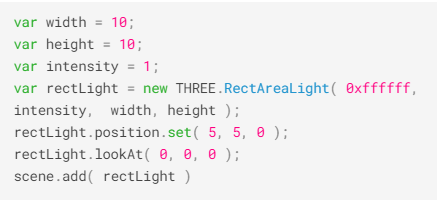 var width = 10;
var height = 10;
var intensity = 1;
var rectLight = new THREE.RectAreaLight( 0xffffff,
intensity,  width, height );
rectLight.position.set( 5, 5, 0 );
rectLight.lookAt( 0, 0, 0 );
scene.add( rectLight )